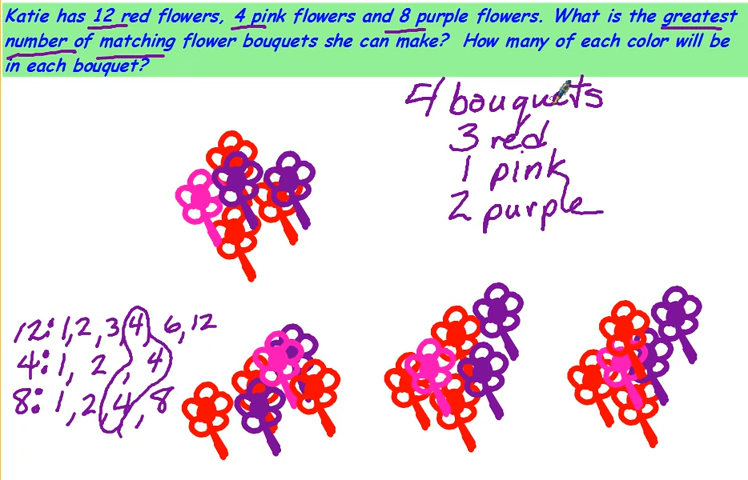 Katie has 12 red flowers, 4 pink flowers and 8 purple flowers. What is the greatest
number of matching flower bouquets she can make? How many of each color will be
in each bouquet?
4 bouquets
3 red
1 pink
2 purple
12: 1, 2, 3, 4, 6, 12
4: 1, 2, 4
8: 1, 2, 4, 8